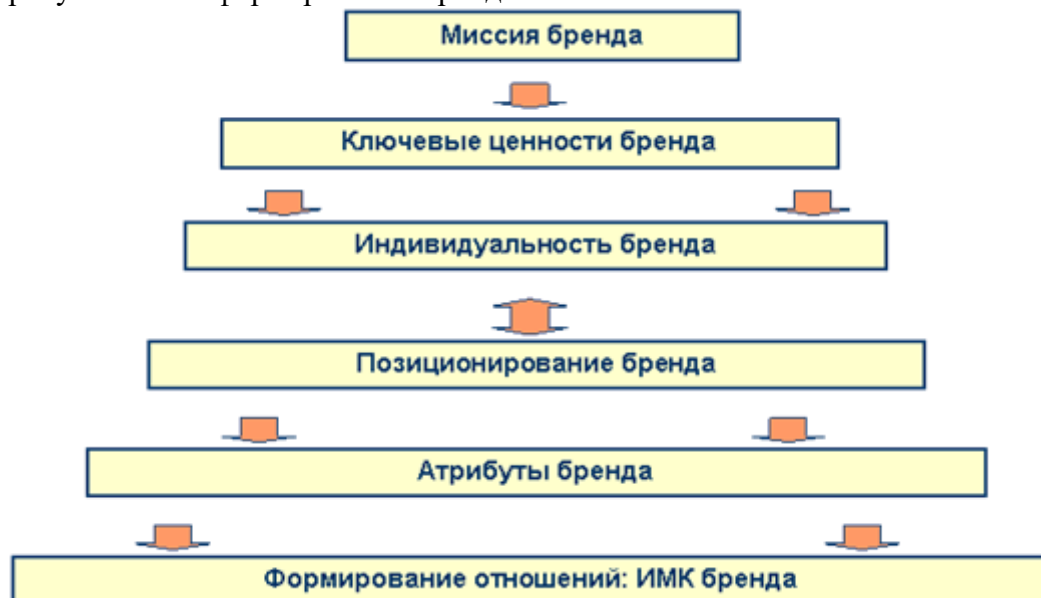 Миссия бренда
Ключевые ценности бренда
Индивидуальность бренда
Позиционирование бренда
Атрибуты бренда
Формирование отношений: ИМК бренда